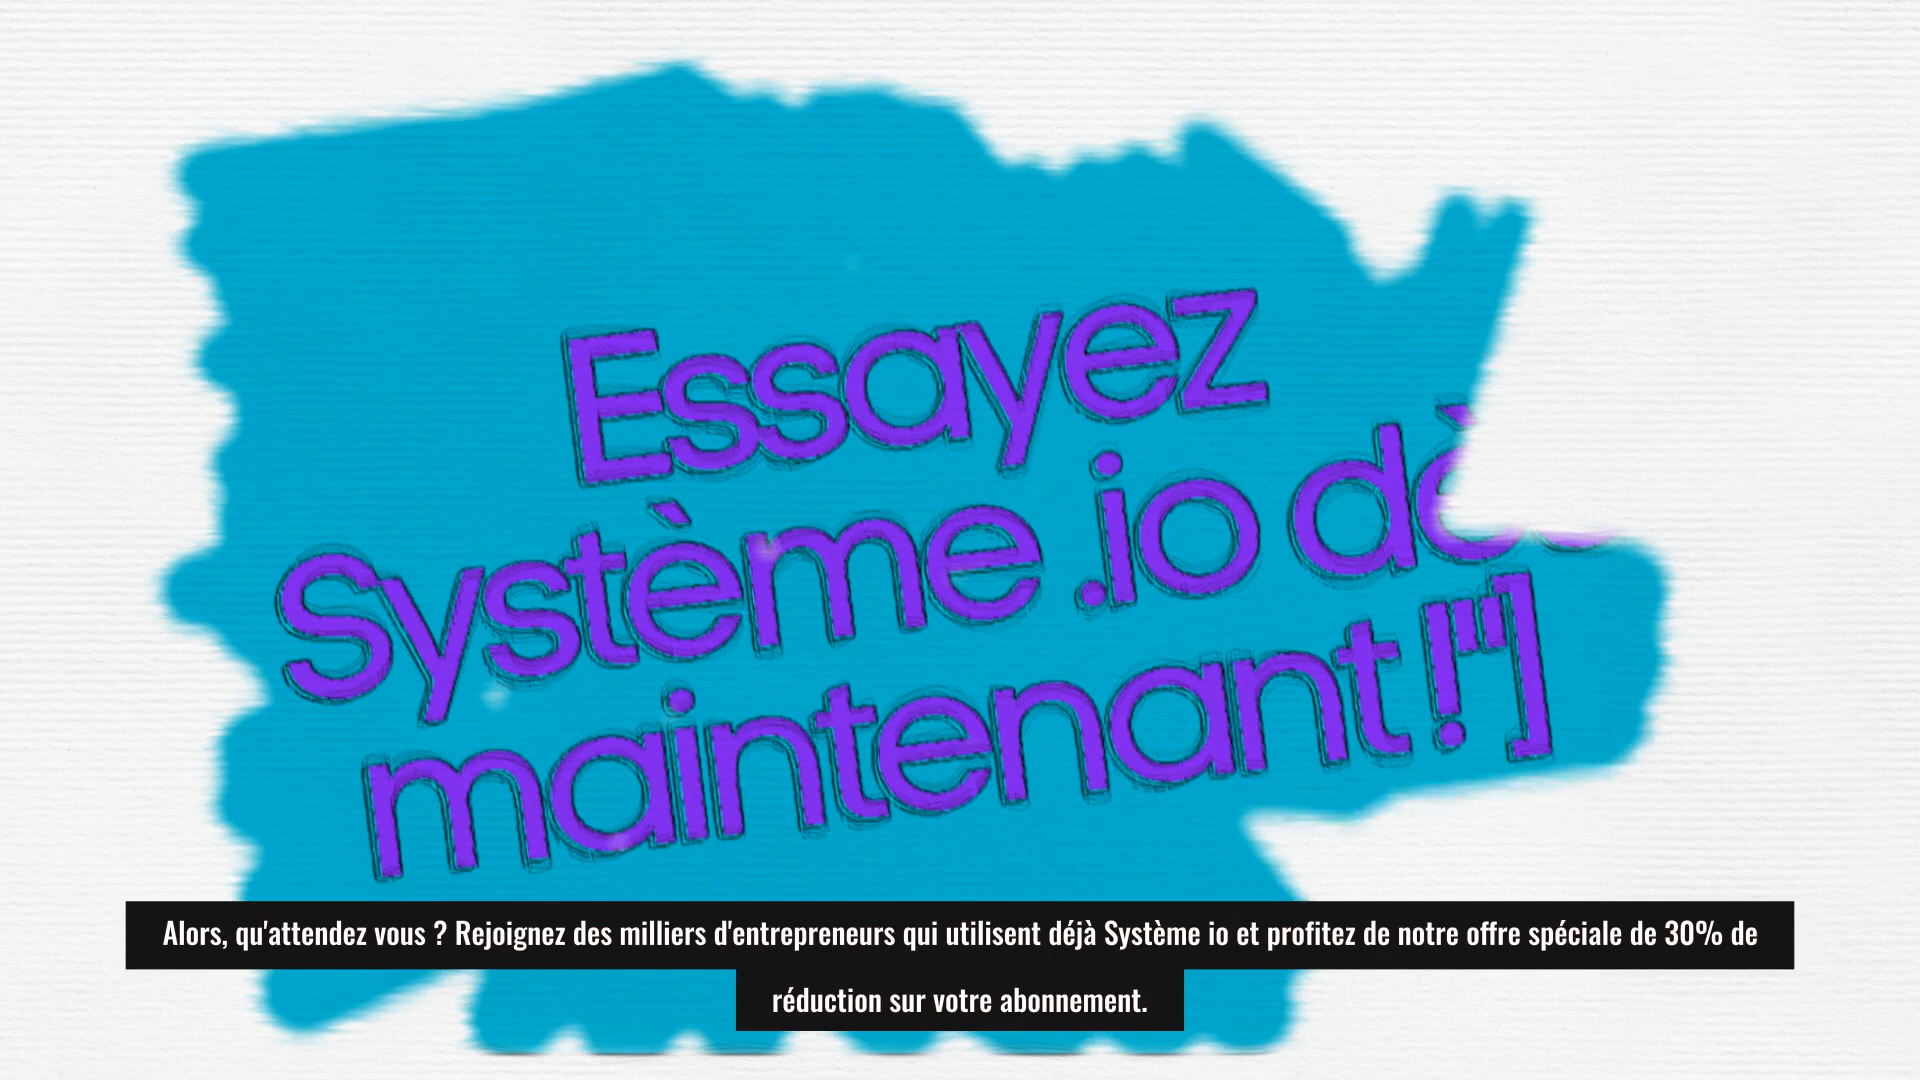 Essayez
Système .io
maintenant !"]
Alors, qu'attendez vous ? Rejoignez des milliers d'entrepreneurs qui utilisent déjà Système io et profitez de notre offre spéciale de 30% de
réduction sur votre abonnement.